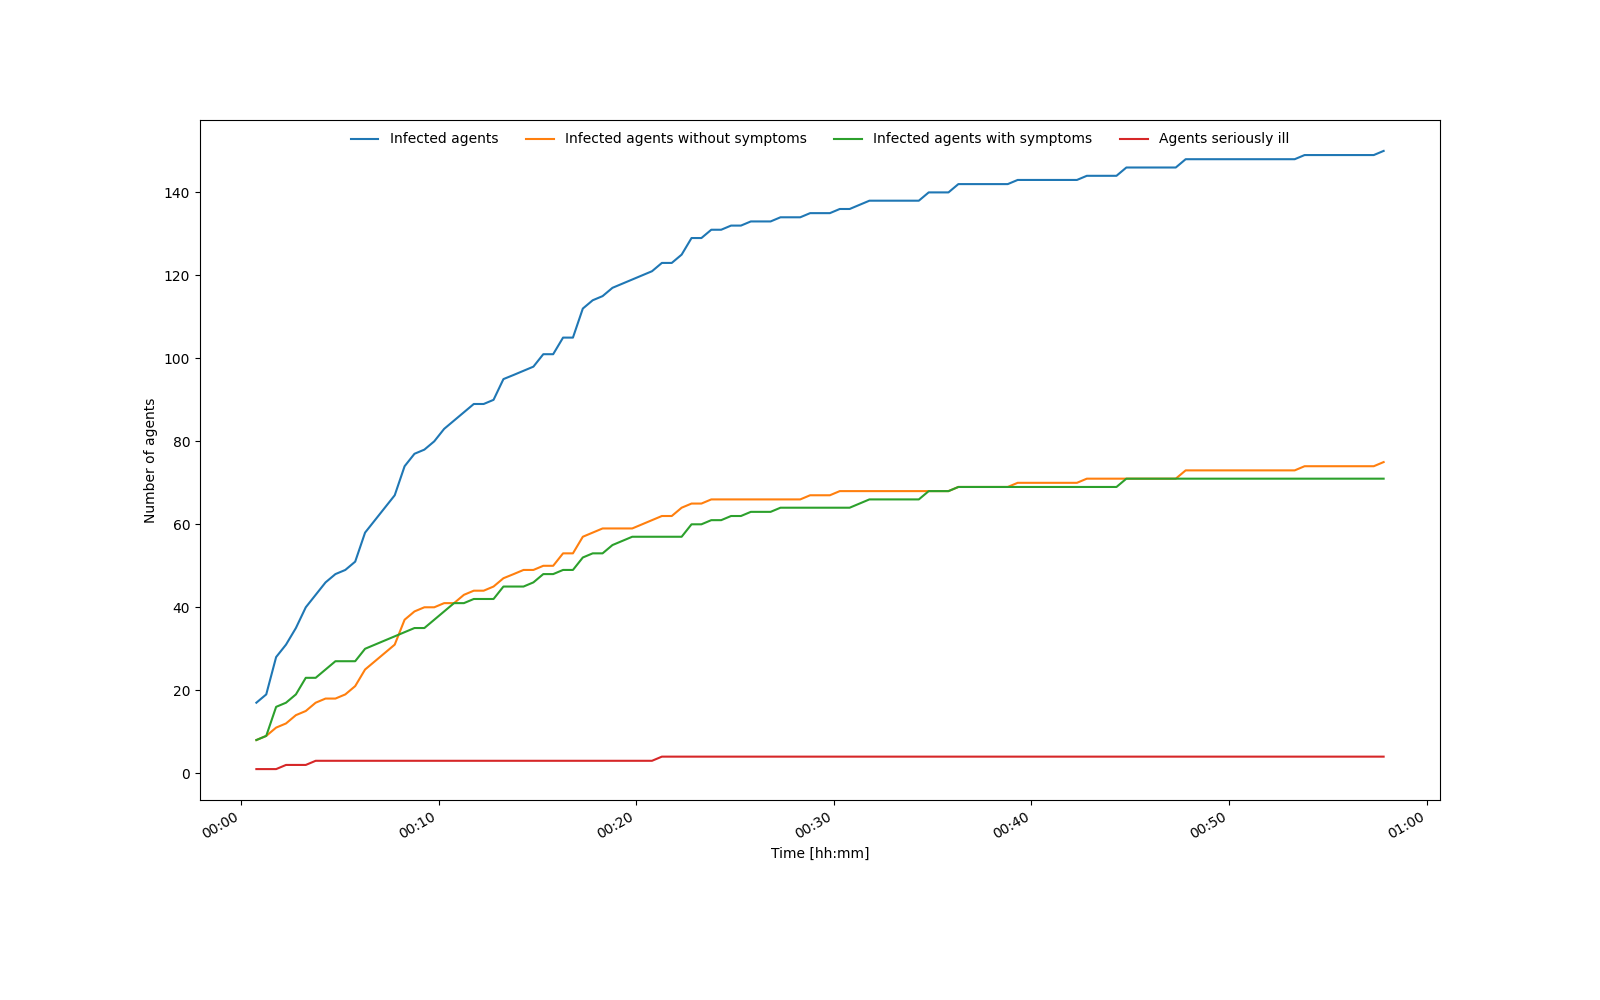 Infected agents Infected agents without symptoms Infected agents with symptoms Agents seriously ill
140
120
100
80
60
40
20
0
Number of agents
00:00 00:10 00:20 00:30 00:40 00:50 01:00
Time [hh:mm]